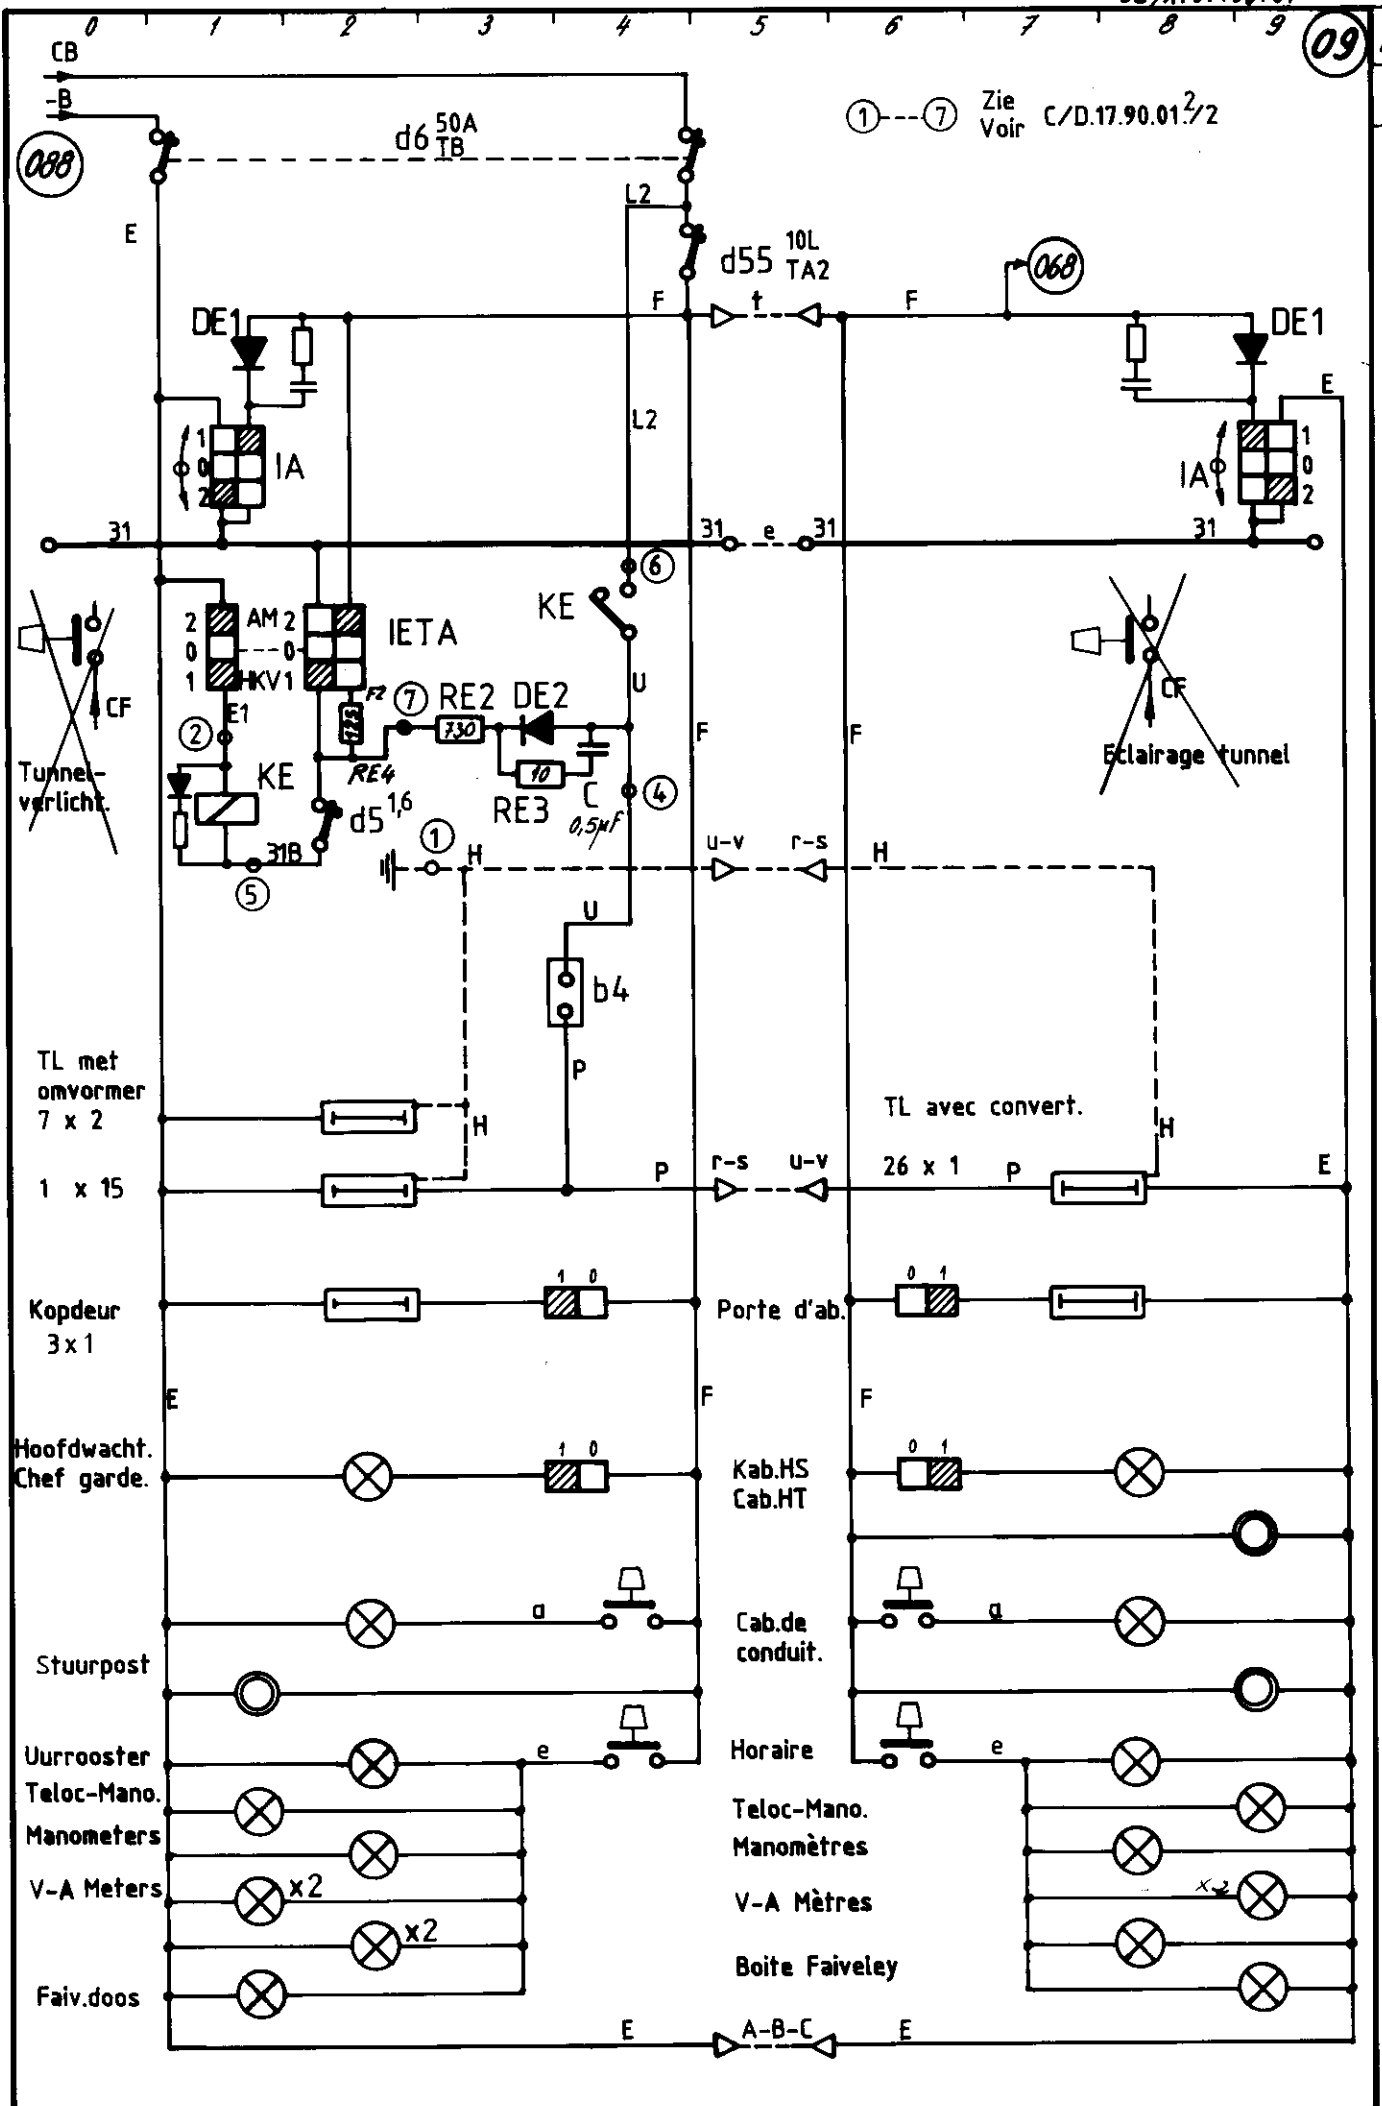 0 1 2 3 4 5 6 7 8 9
09
CB
-B
088
d6 50A TB
1 --- 7 Zie Voir C/D.17.90.01.2/2
L2
E
d55 10L TA2
068
F t F
DE1
DE1
E
L2
1
0
2
IA
IA
1
0
2
31
31 e 31
31
6
KE
2
0
1
AM
HKV
2
0
1
IETA
CF
CF
E1
F2
7
RE2
DE2
U
730
125
F
F
2
Tunnel-
verlicht.
Eclairage tunnel
KE
RE4
10
RE3
C
0,5µF
4
d5 1,6
31B
5
1
H
u-v r-s
H
U
b4
P
TL met
omvormer
7 x 2
H
TL avec convert.
H
1 x 15
P
r-s u-v
26 x 1
P
E
Kopdeur
3 x 1
1 0
Porte d'ab.
0 1
E
F
F
Hoofdwacht.
Chef garde.
1 0
Kab.HS
Cab.HT
0 1
a
Cab.de
conduit.
a
Stuurpost
Uurrooster
e
Horaire
e
Teloc-Mano.
Teloc-Mano.
Manometers
Manomètres
V-A Meters
x2
V-A Mètres
x2
x2
Boite Faiveley
Faiv.doos
E A-B-C E